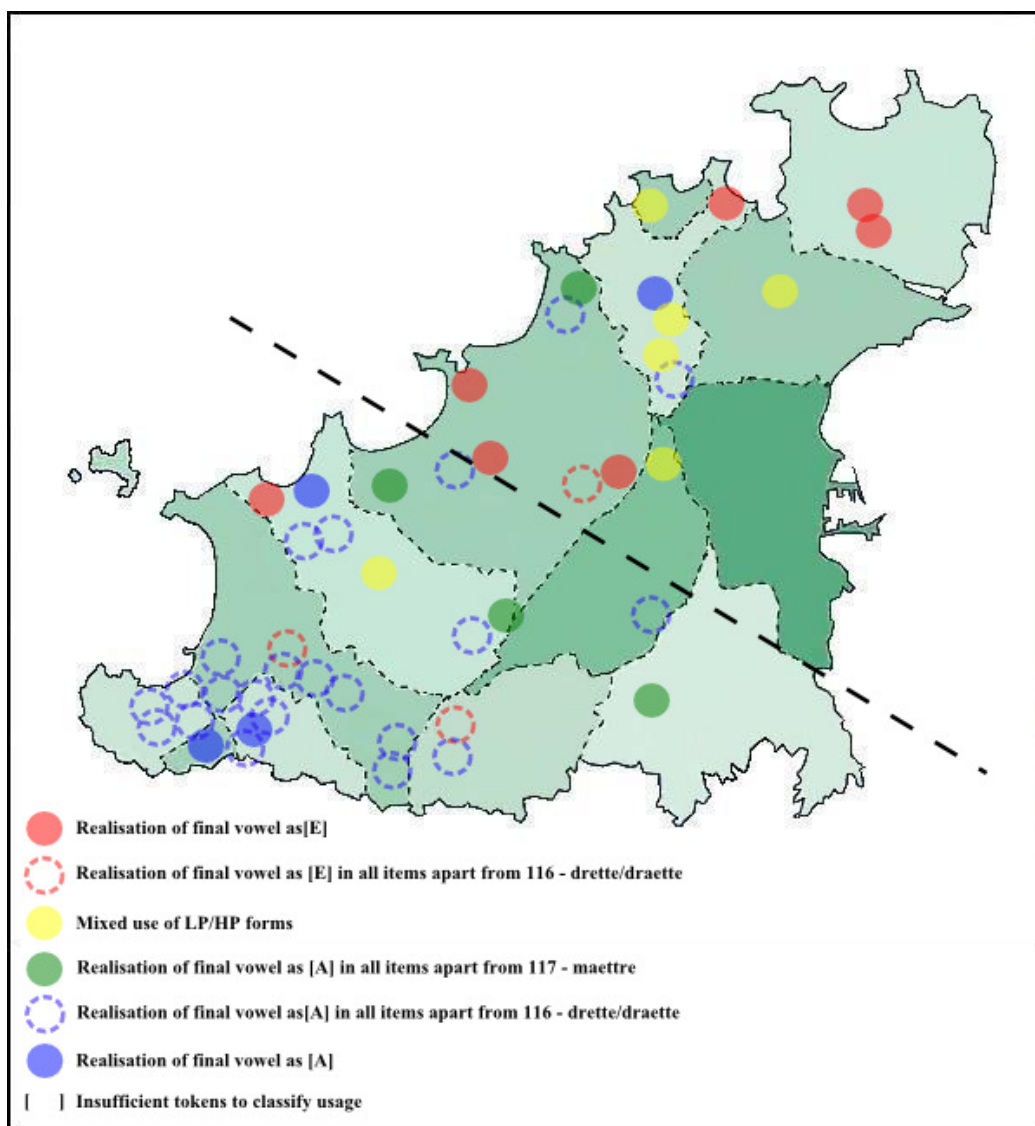 Realisation of final vowel as[E]
Realisation of final vowel as [E] in all items apart from 116 - drette/draette
Mixed use of LP/HP forms
Realisation of final vowel as [A] in all items apart from 117 - maettre
Realisation of final vowel as[A] in all items apart from 116 - drette/draette
Realisation of final vowel as [A]
[ ] Insufficient tokens to classify usage